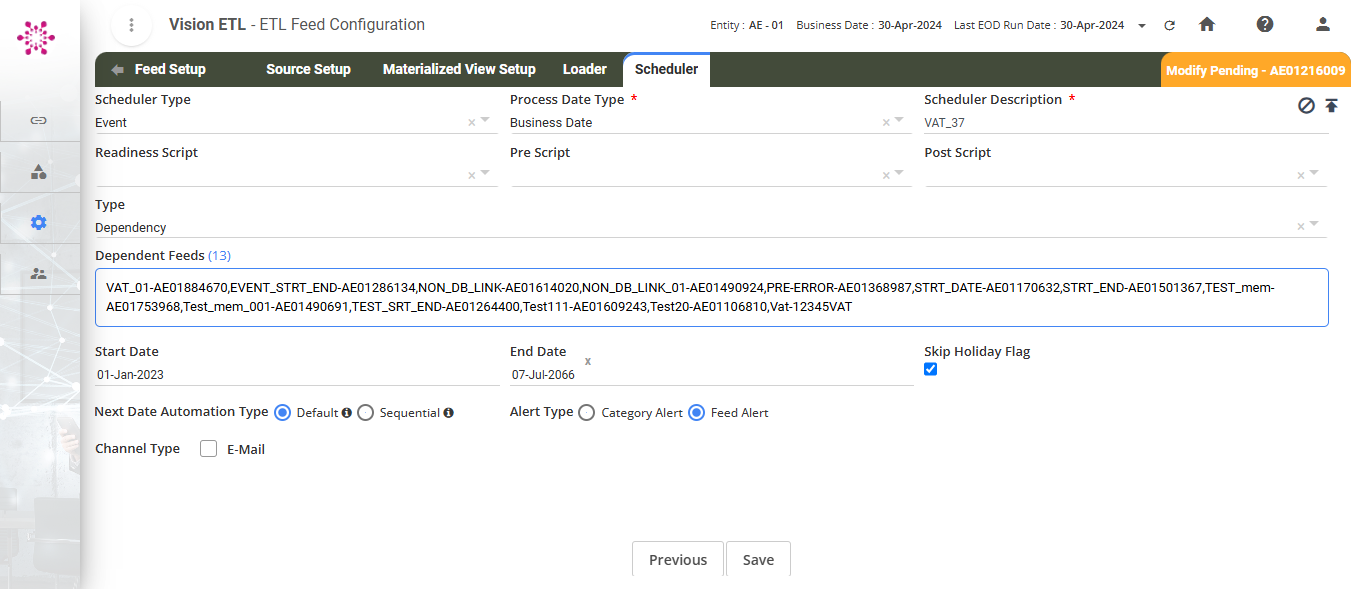 Vision ETL - ETL Feed Configuration
Entity : AE - 01 Business Date : 30-Apr-2024 Last EOD Run Date : 30-Apr-2024
Feed Setup Source Setup Materialized View Setup Loader Scheduler Modify Pending - AE01216009
Scheduler Type Process Date Type * Scheduler Description *
Event Business Date VAT_37
Readiness Script Pre Script Post Script
Type
Dependency
Dependent Feeds (13)
VAT_01-AE01884670,EVENT_STRT_END-AE01286134,NON_DB_LINK-AE01614020,NON_DB_LINK_01-AE01490924,PRE-ERROR-AE01368987,STRT_DATE-AE01170632,STRT_END-AE01501367,TEST_mem-
AE01753968,Test_mem_001-AE01490691,TEST_SRT_END-AE01264400,Test111-AE01609243,Test20-AE01106810,Vat-12345VAT
Start Date End Date x Skip Holiday Flag
01-Jan-2023 07-Jul-2066
Next Date Automation Type Default Sequential Alert Type Category Alert Feed Alert
Channel Type E-Mail
Previous Save